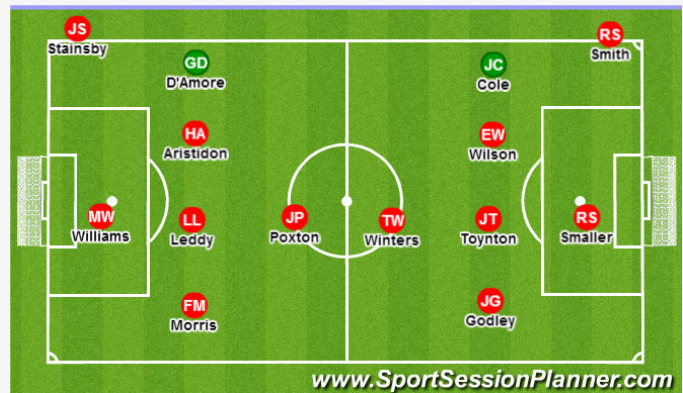 JS
Stainsby
RS
Smith
GD
D'Amore
JC
Cole
HA
Aristidon
EW
Wilson
MW
Williams
LL
Leddy
JP
Poxton
TW
Winters
JT
Toynton
RS
Smaller
FM
Morris
JG
Godley
www.SportSessionPlanner.com